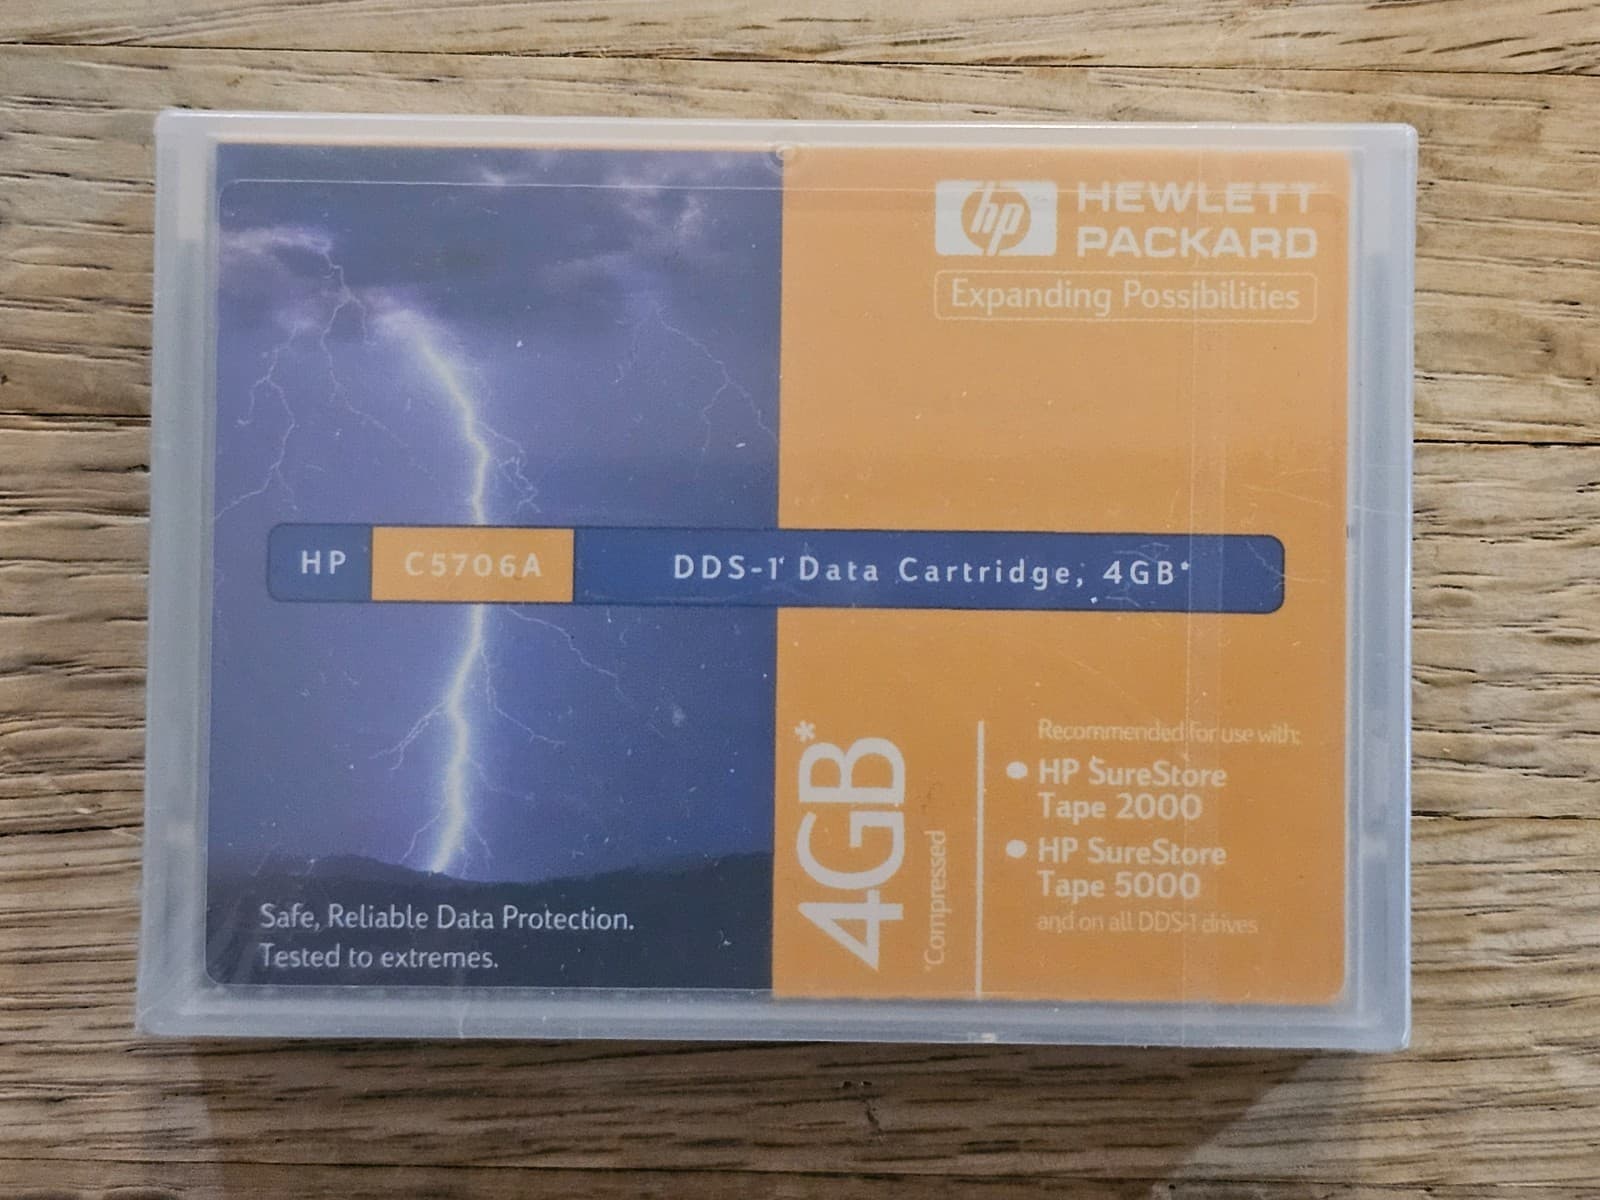 hp HEWLETT
PACKARD
Expanding Possibilities
HP C5706A DDS-1 Data Cartridge, 4GB*
4GB*
*Compressed
Recommended for use with:
• HP SureStore
Tape 2000
• HP SureStore
Tape 5000
and on all DDS-1 drives
Safe, Reliable Data Protection.
Tested to extremes.